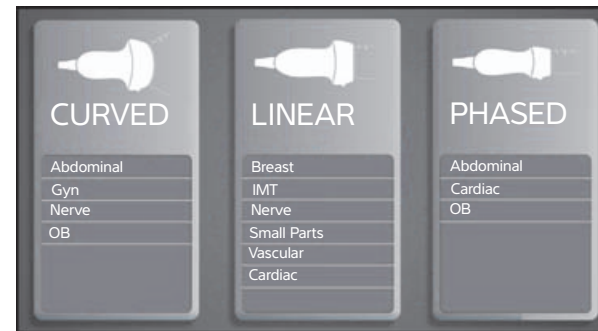 CURVED
Abdominal
Gyn
Nerve
OB
LINEAR
Breast
IMT
Nerve
Small Parts
Vascular
Cardiac
PHASED
Abdominal
Cardiac
OB